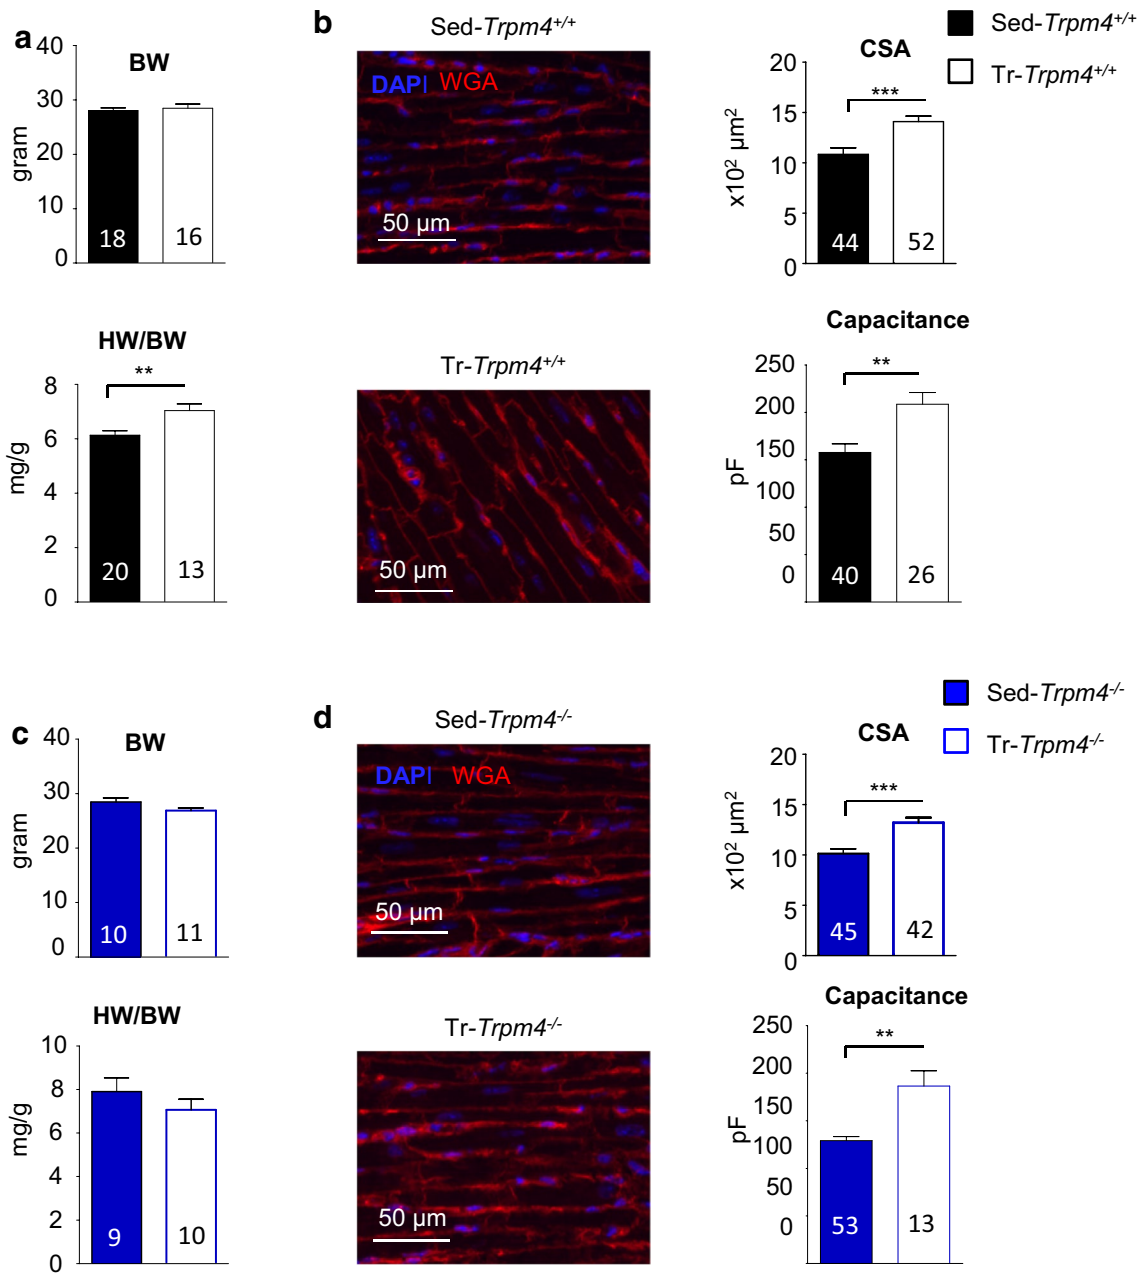 a
BW
gram
40
30
20
10
0
18
16
HW/BW
**
mg/g
8
6
4
2
0
20
13
b
Sed-Trpm4+/+
DAPI WGA
50 µm
Tr-Trpm4+/+
50 µm
Sed-Trpm4+/+
Tr-Trpm4+/+
CSA
***
x10² µm²
20
15
10
5
0
44
52
Capacitance
**
pF
250
200
150
100
50
0
40
26
c
BW
gram
40
30
20
10
0
10
11
HW/BW
mg/g
10
8
6
4
2
0
9
10
d
Sed-Trpm4-/-
DAPI WGA
50 µm
Tr-Trpm4-/-
50 µm
Sed-Trpm4-/-
Tr-Trpm4-/-
CSA
***
x10² µm²
20
15
10
5
0
45
42
Capacitance
**
pF
250
200
150
100
50
0
53
13